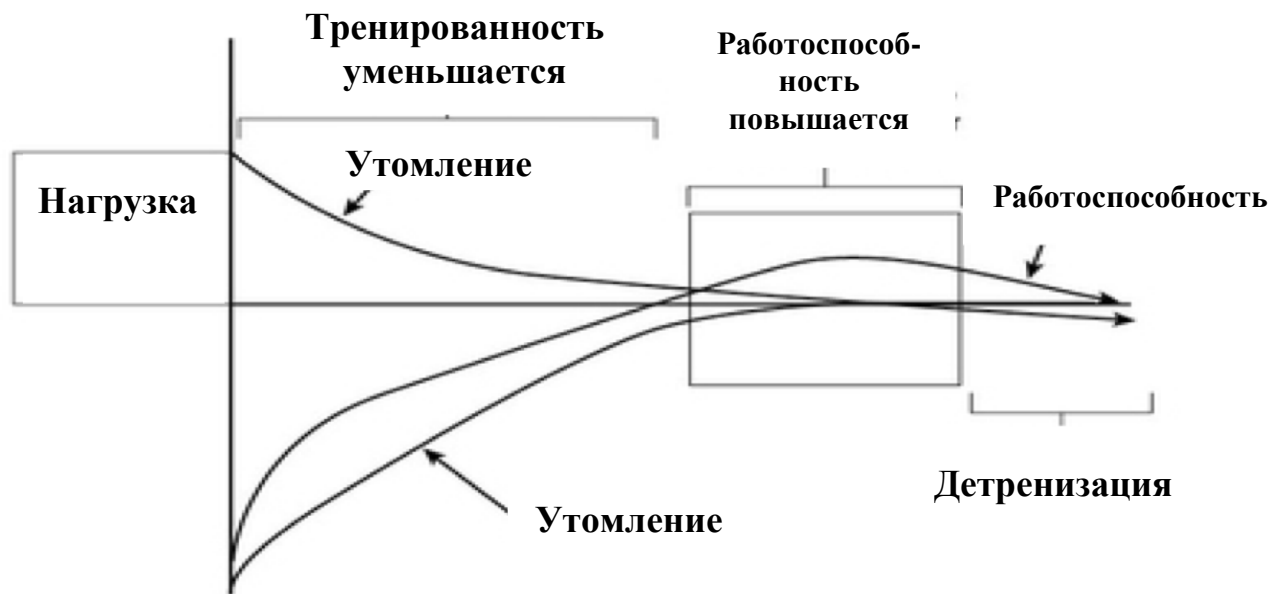 Тренированность
уменьшается
Работоспособ-
ность
повышается
Утомление
Нагрузка
Работоспособность
Детренизация
Утомление